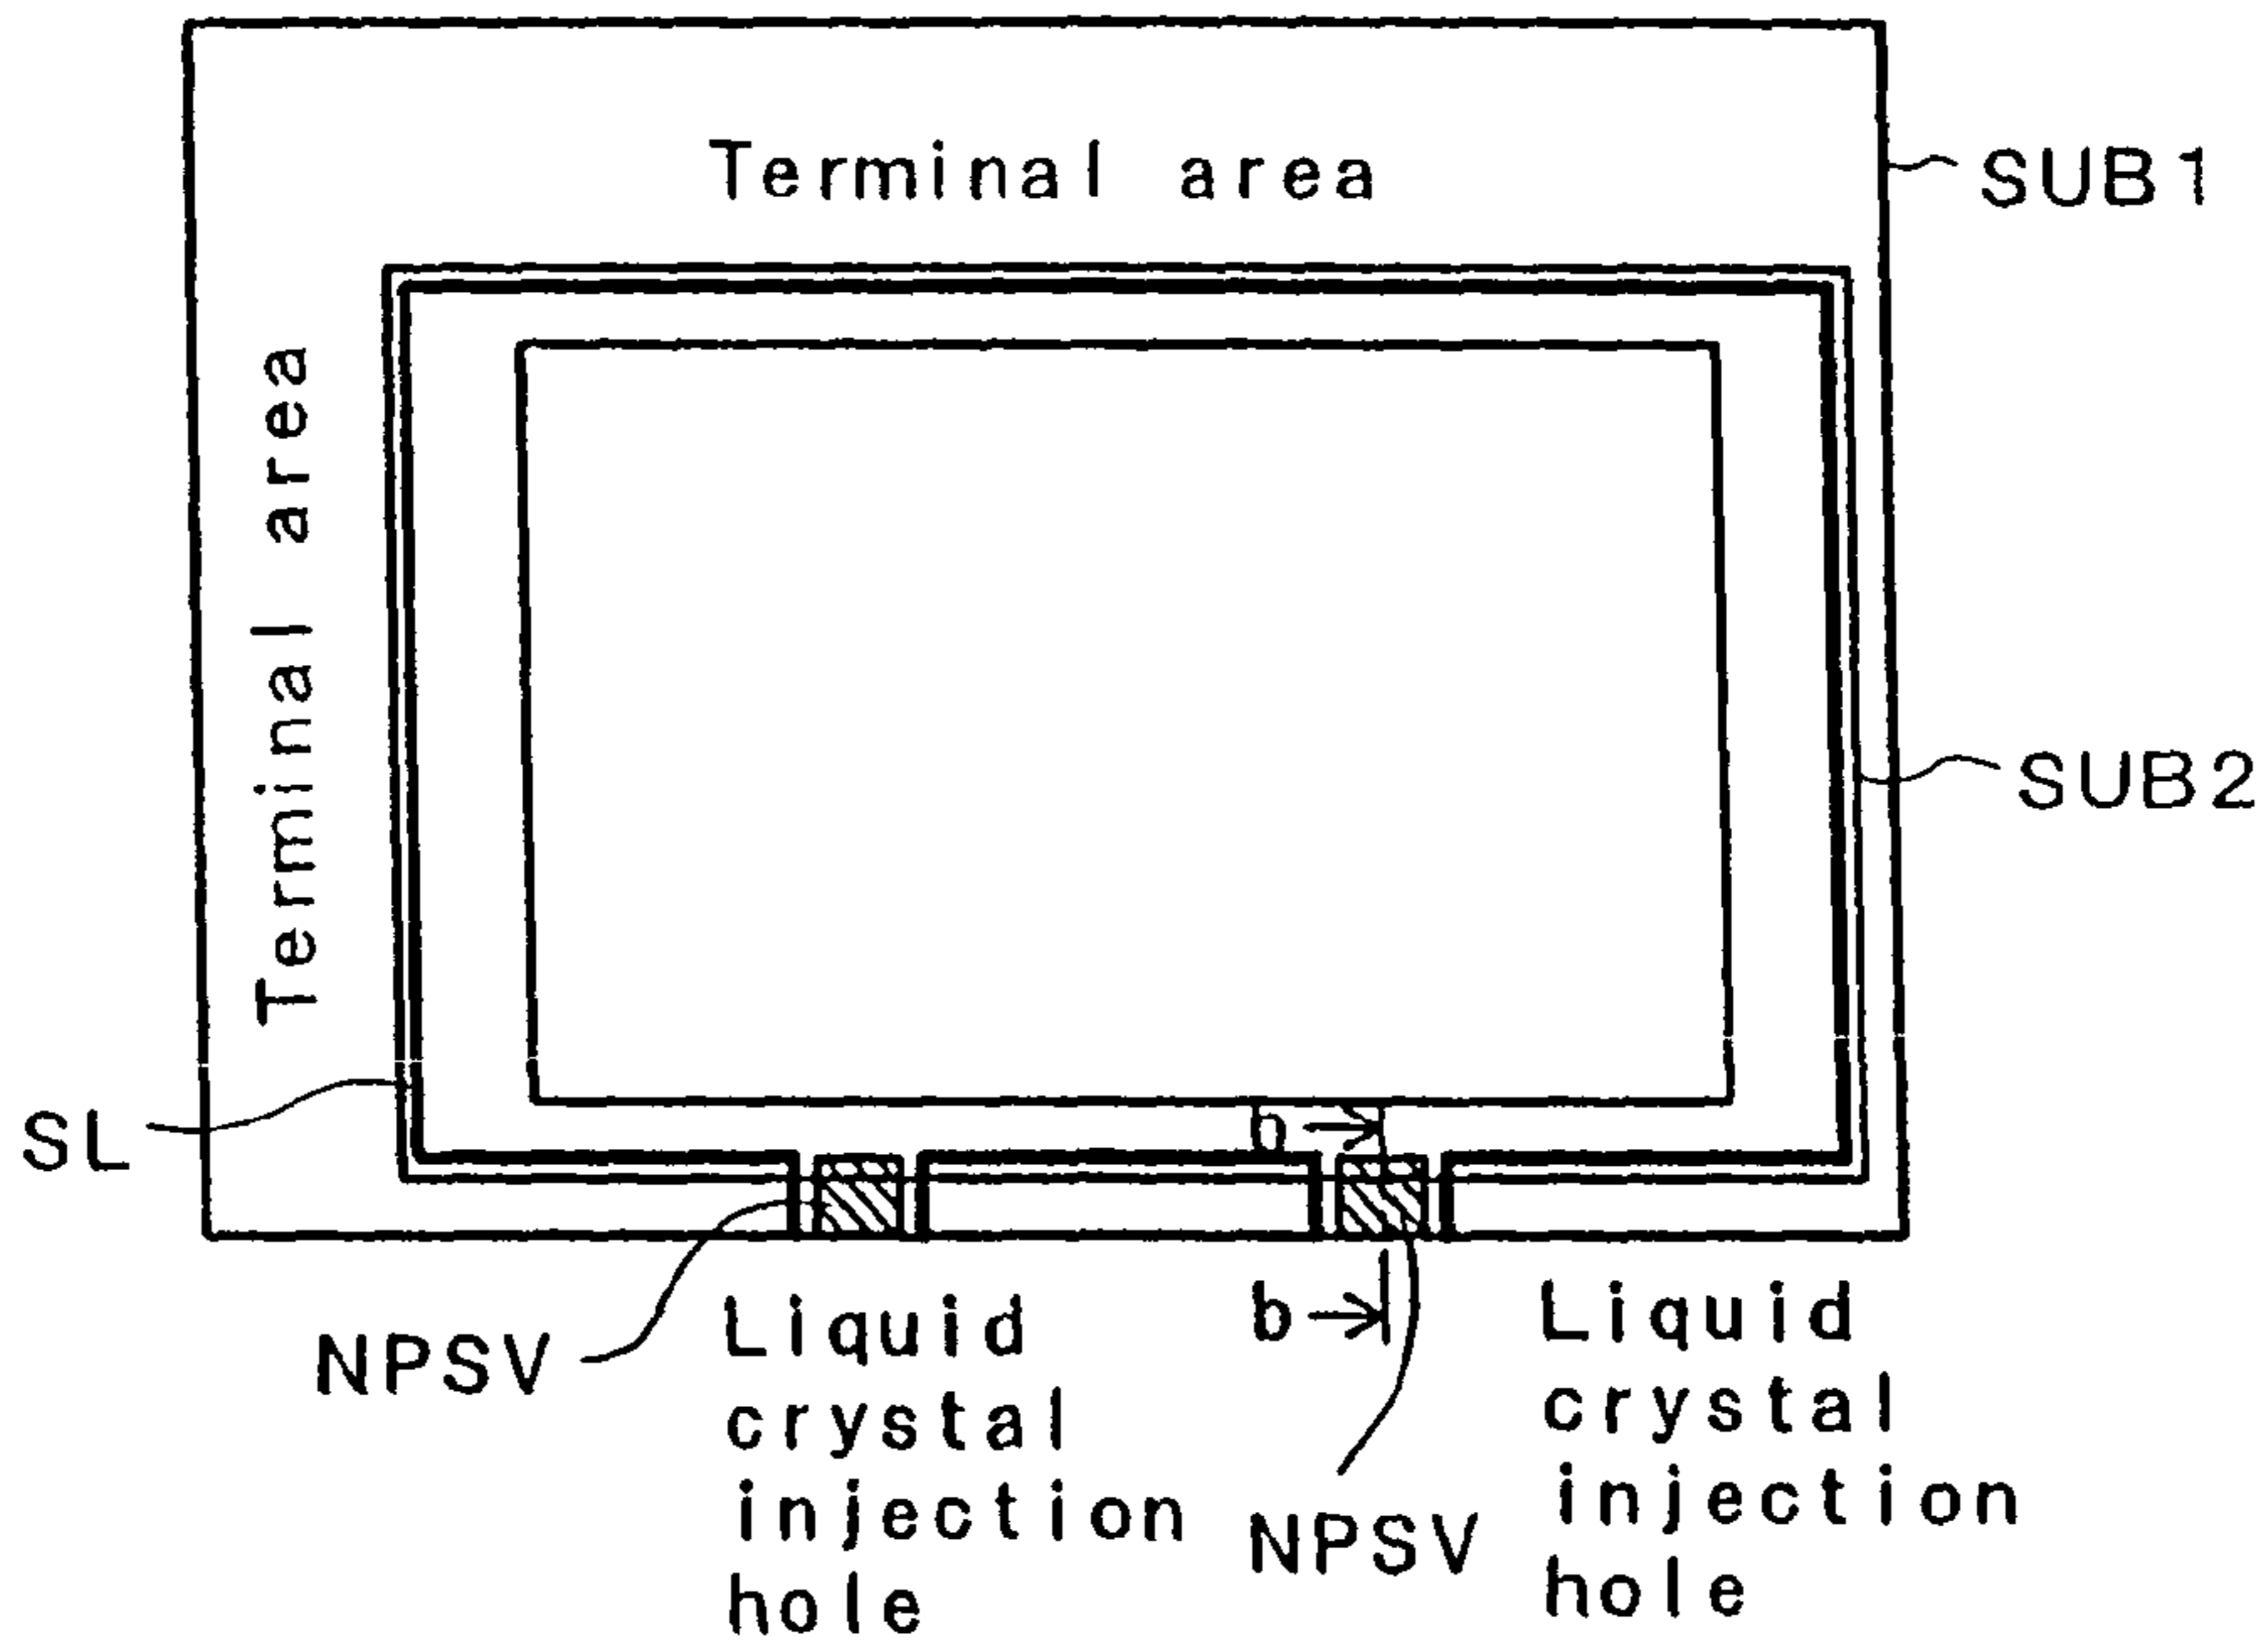 Terminal area
SUB1
Terminal area
SUB2
SL
b
b
NPSV
Liquid
crystal
injection
hole
NPSV
Liquid
crystal
injection
hole